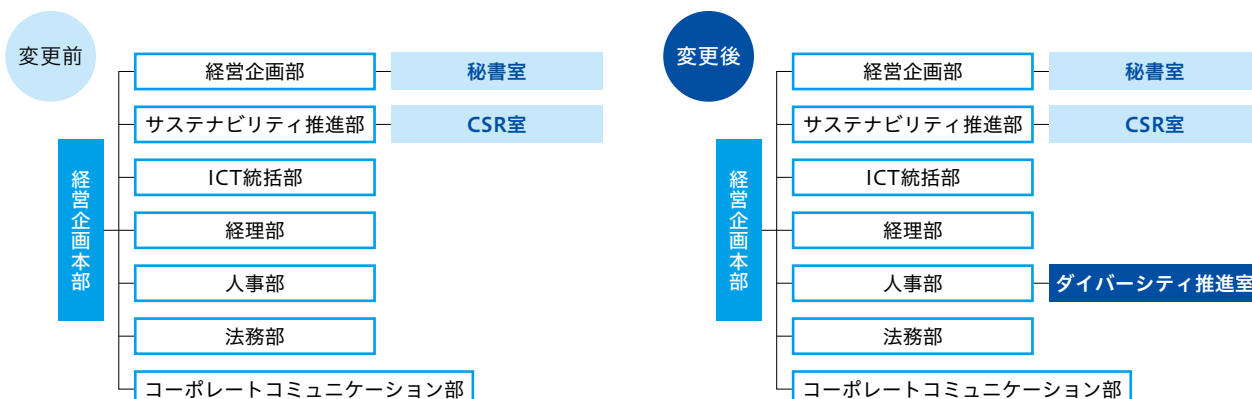 変更前
経営企画本部
経営企画部
秘書室
サステナビリティ推進部
CSR室
ICT統括部
経理部
人事部
法務部
コーポレートコミュニケーション部
変更後
経営企画本部
経営企画部
秘書室
サステナビリティ推進部
CSR室
ICT統括部
経理部
人事部
ダイバーシティ推進室
法務部
コーポレートコミュニケーション部